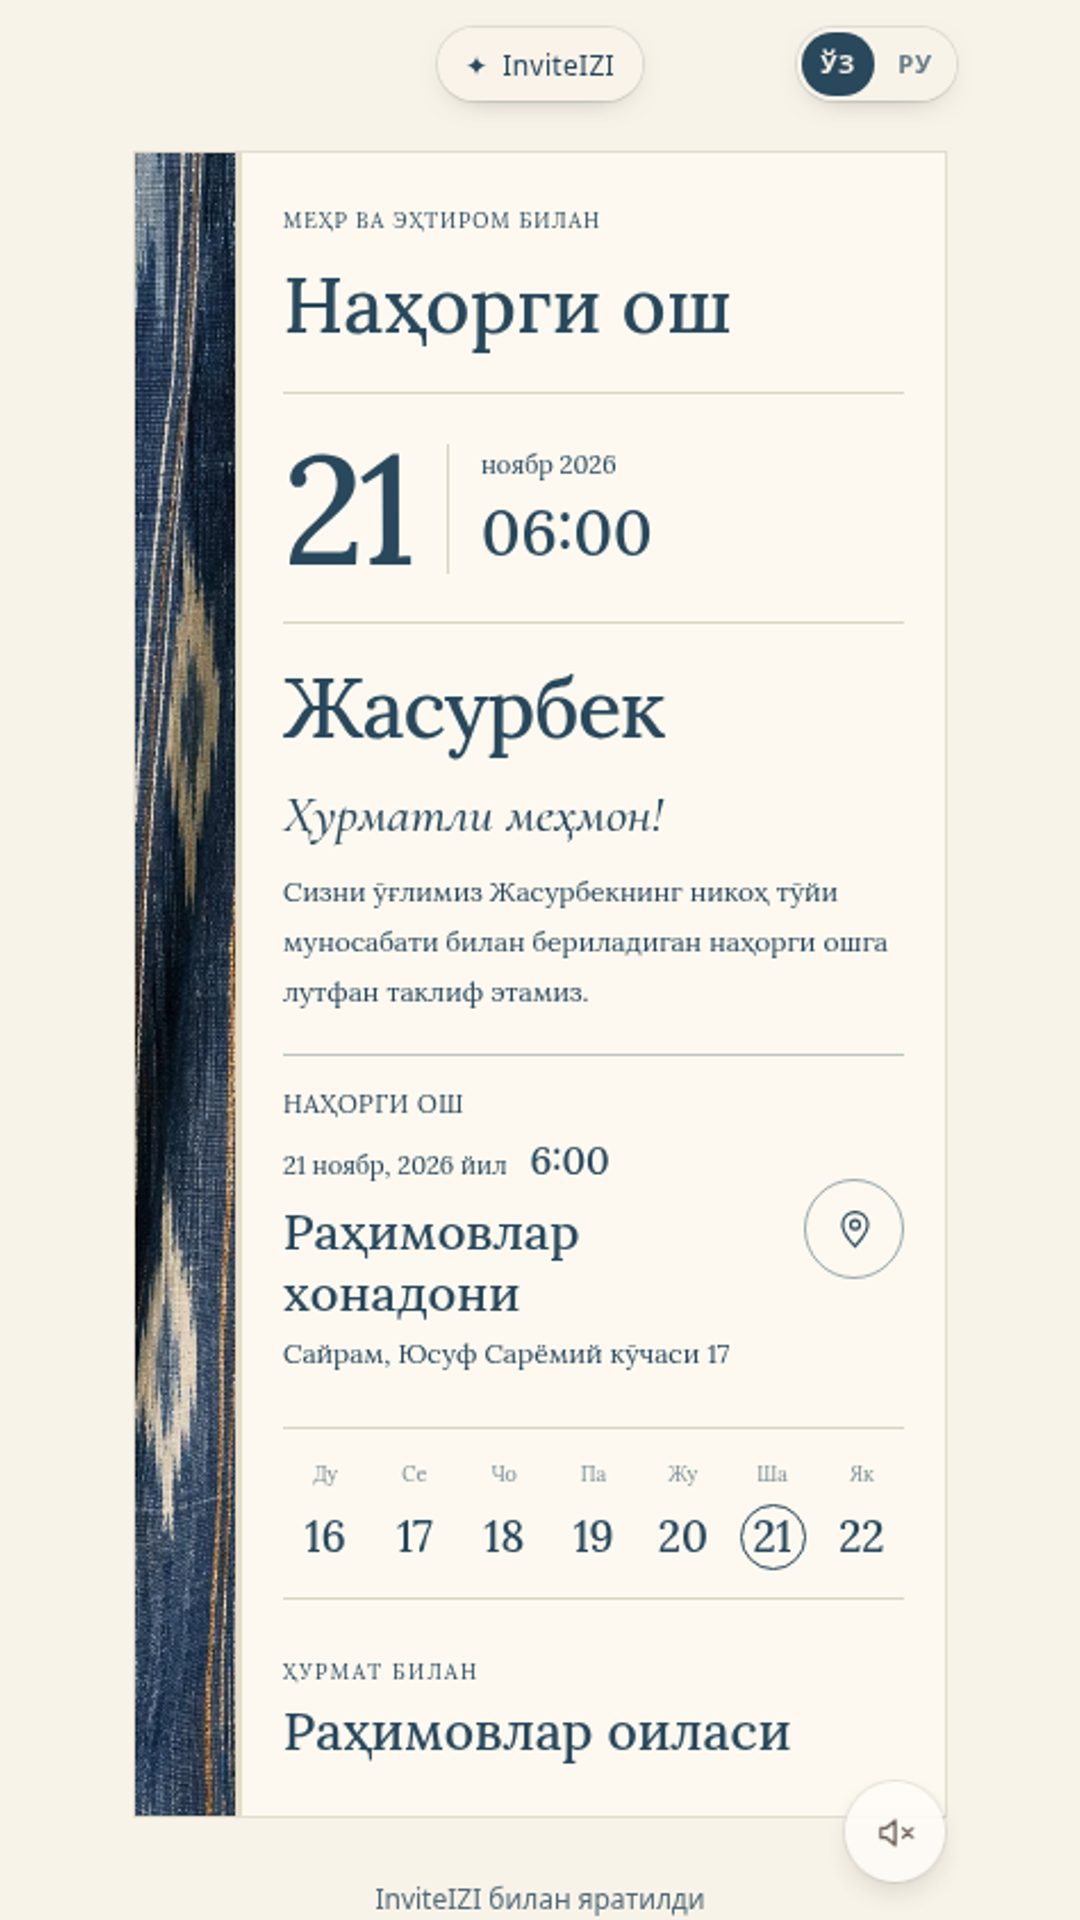 InviteIZI
ЎЗ РУ
МЕҲР ВА ЭҲТИРОМ БИЛАН
Наҳорги ош
21
ноябр 2026
06:00
Жасурбек
Ҳурматли меҳмон!
Сизни ўғлимиз Жасурбекнинг никоҳ тўйи
муносабати билан бериладиган наҳорги ошга
лутфан таклиф этамиз.
НАҲОРГИ ОШ
21 ноябр, 2026 йил 6:00
Раҳимовлар
хонадони
Сайрам, Юсуф Сарёмий кўчаси 17
Ду Се Чо Па Жу Ша Як
16 17 18 19 20 21 22
ҲУРМАТ БИЛАН
Раҳимовлар оиласи
InviteIZI билан яратилди